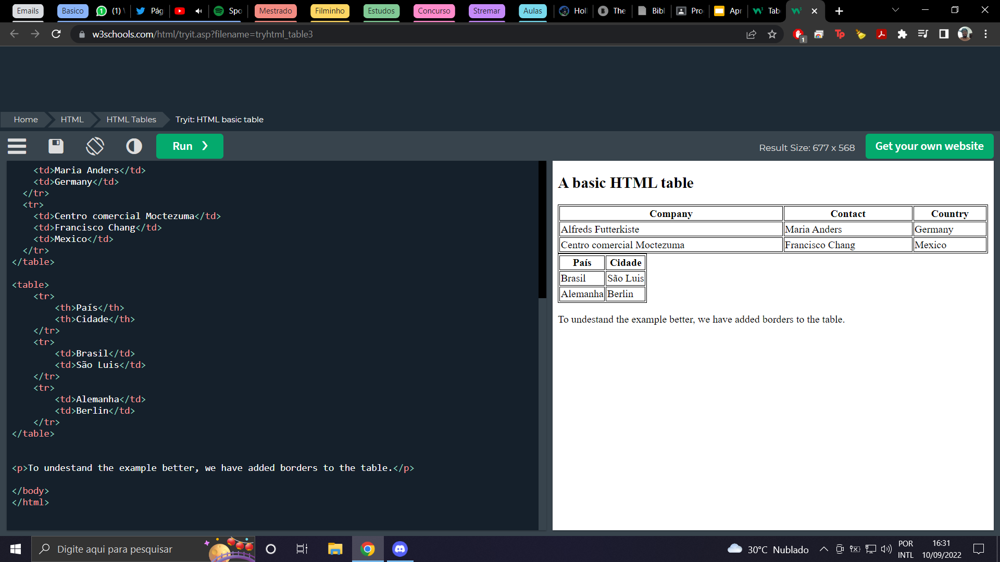 Emails Basico (1) Pág Spo Mestrado Filminho Estudos Concurso Stremar Aulas Holl The Bibl Pro Apr Tab
w3schools.com/html/tryit.asp?filename=tryhtml_table3
1
Home HTML HTML Tables Tryit: HTML basic table
Run ❯
Result Size: 677 x 568
Get your own website
<td>Maria Anders</td>
<td>Germany</td>
</tr>
<tr>
<td>Centro comercial Moctezuma</td>
<td>Francisco Chang</td>
<td>Mexico</td>
</tr>
</table>
<table>
<tr>
<th>País</th>
<th>Cidade</th>
</tr>
<tr>
<td>Brasil</td>
<td>São Luis</td>
</tr>
<tr>
<td>Alemanha</td>
<td>Berlin</td>
</tr>
</table>
<p>To undestand the example better, we have added borders to the table.</p>
</body>
</html>
A basic HTML table
Company Contact Country
Alfreds Futterkiste Maria Anders Germany
Centro comercial Moctezuma Francisco Chang Mexico
País Cidade
Brasil São Luis
Alemanha Berlin
To undestand the example better, we have added borders to the table.
Digite aqui para pesquisar
30°C Nublado
POR
INTL
16:31
10/09/2022